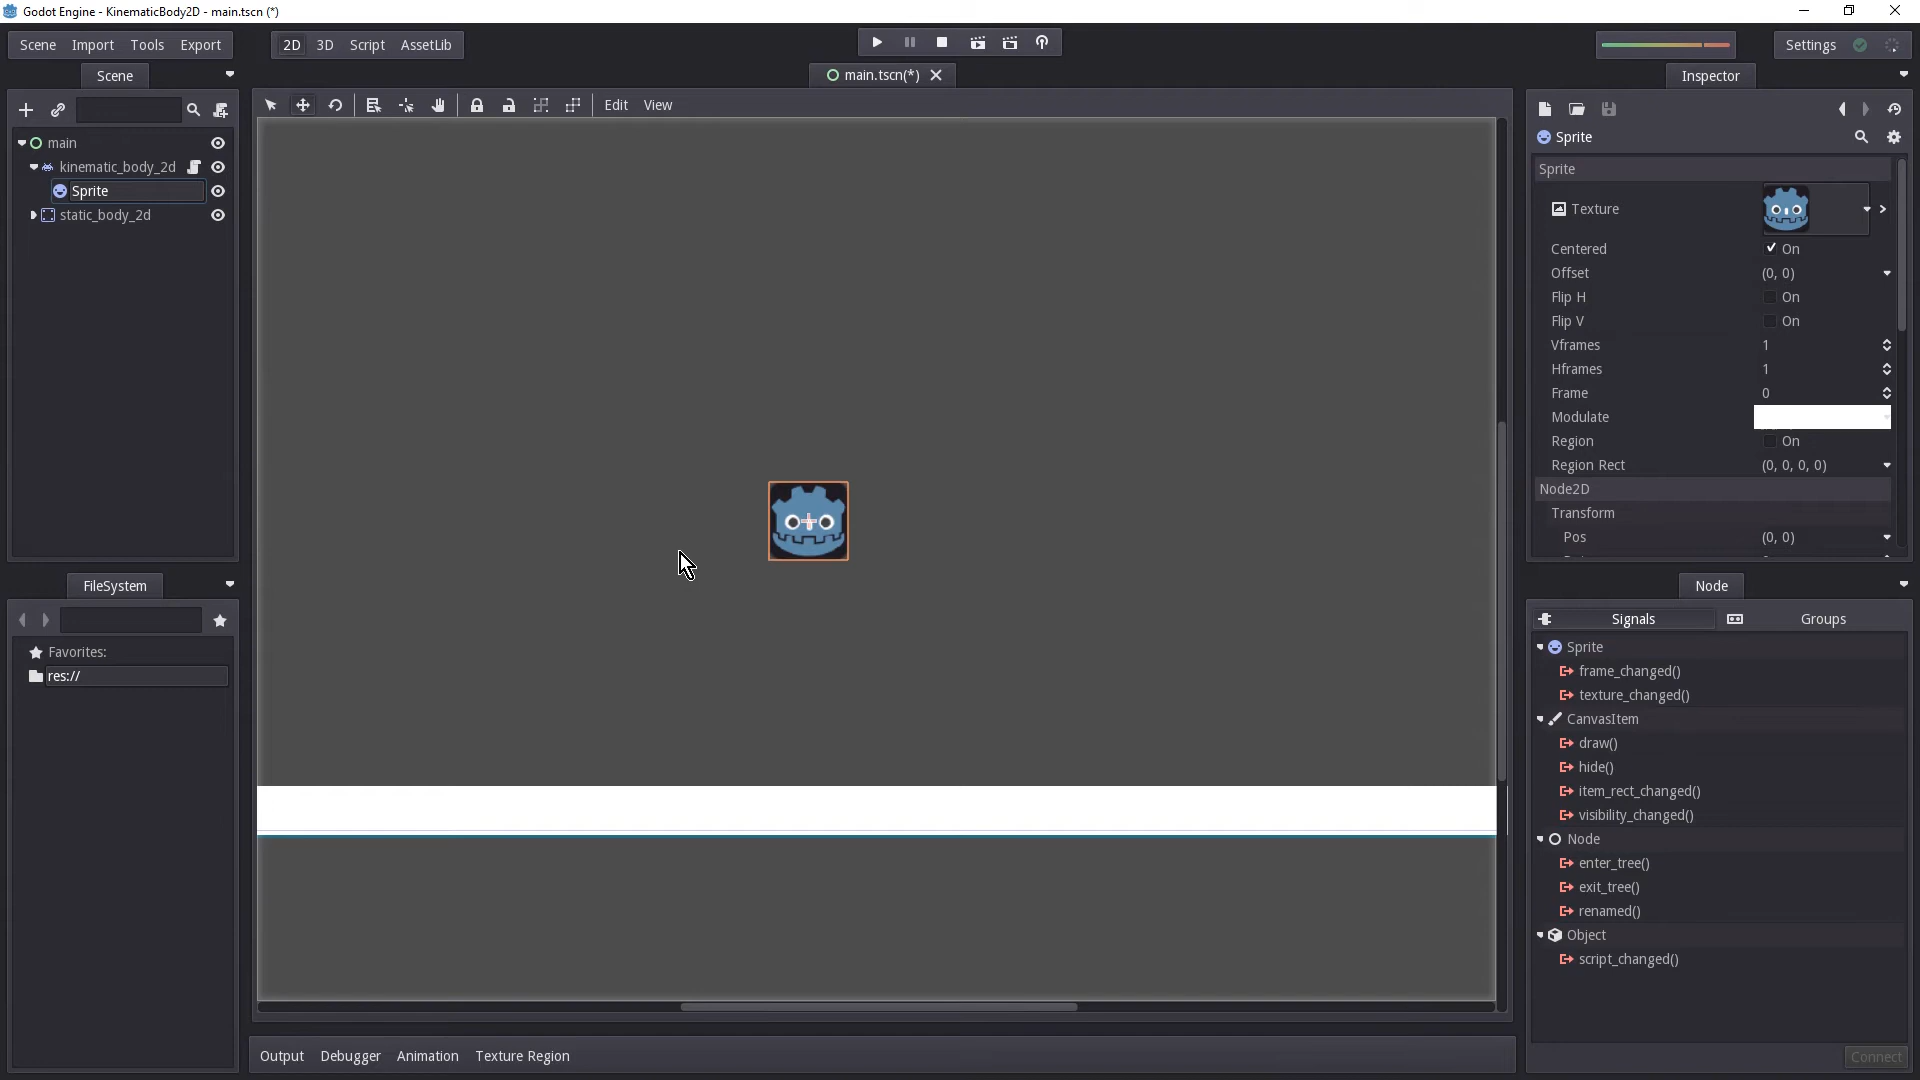 Godot Engine - KinematicBody2D - main.tscn (*)
Scene Import Tools Export
2D 3D Script AssetLib
Settings
Scene
main.tscn(*)
Inspector
Edit View
Sprite
main
kinematic_body_2d
Sprite
static_body_2d
Sprite
Texture
Centered On
Offset (0, 0)
Flip H On
Flip V On
Vframes 1
Hframes 1
Frame 0
Modulate
Region On
Region Rect (0, 0, 0, 0)
Node2D
Transform
Pos (0, 0)
FileSystem
Favorites:
res://
Node
Signals Groups
Sprite
frame_changed()
texture_changed()
CanvasItem
draw()
hide()
item_rect_changed()
visibility_changed()
Node
enter_tree()
exit_tree()
renamed()
Object
script_changed()
Connect
Output Debugger Animation Texture Region